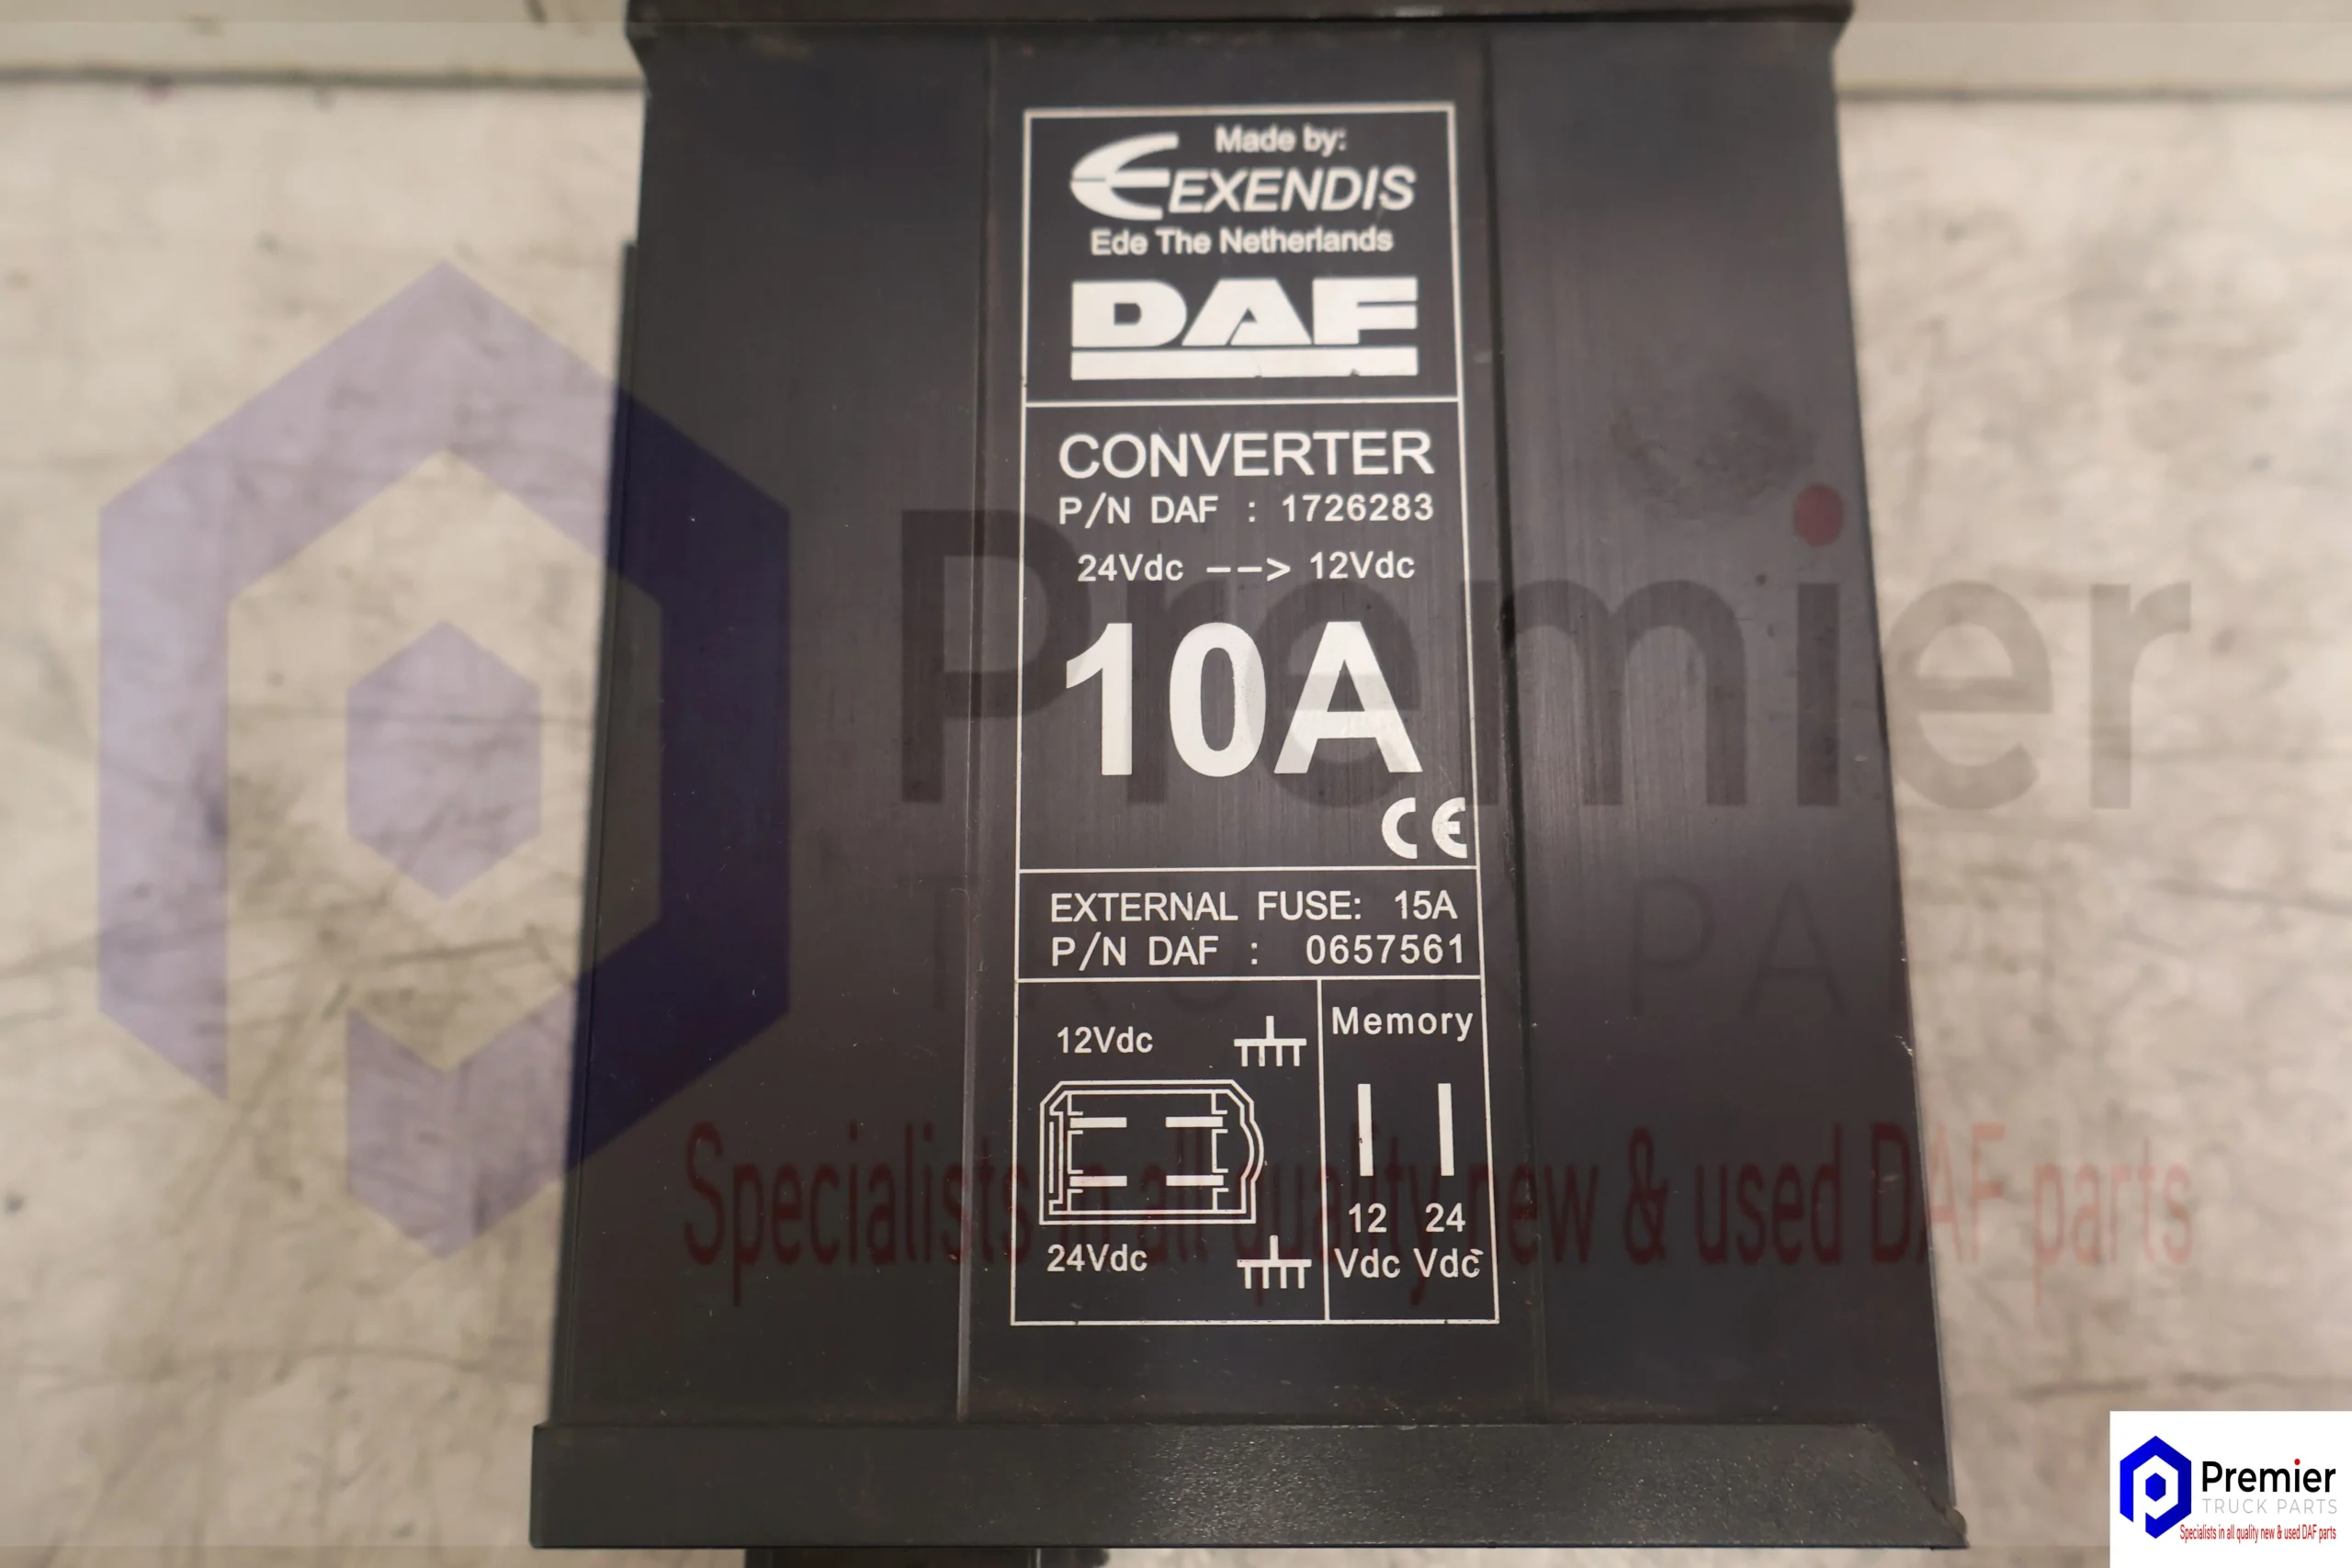 Made by:
EXENDIS
Ede The Netherlands
DAF
CONVERTER
P/N DAF : 1726283
24Vdc --> 12Vdc
10A
CE
EXTERNAL FUSE: 15A
P/N DAF : 0657561
12Vdc
24Vdc
Memory
12 24
Vdc Vdc
Premier
TRUCK PARTS
Specialists in all quality new & used DAF parts
Premier
TRUCK PARTS
Specialists in all quality new & used DAF parts